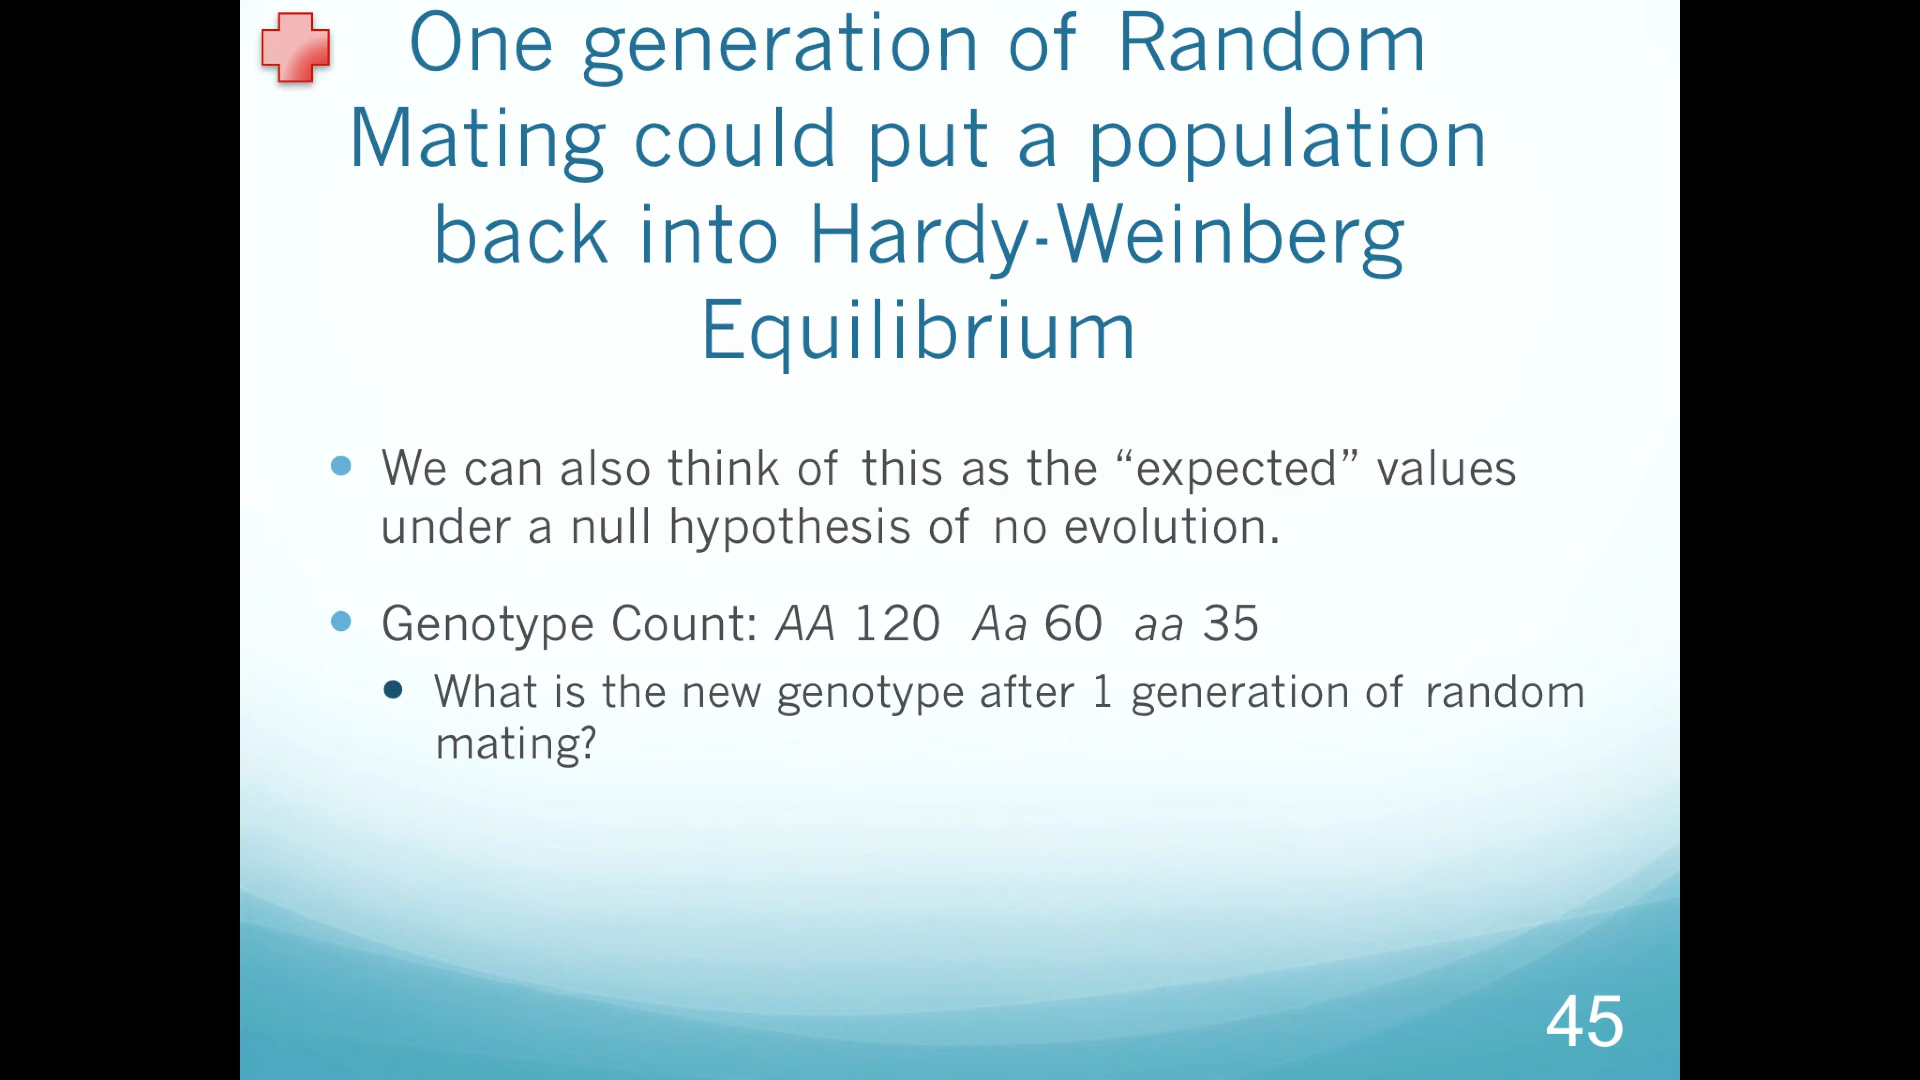 One generation of Random
Mating could put a population
back into Hardy-Weinberg
Equilibrium
We can also think of this as the “expected” values
under a null hypothesis of no evolution.
Genotype Count: AA 120 Aa 60 aa 35
What is the new genotype after 1 generation of random
mating?
45